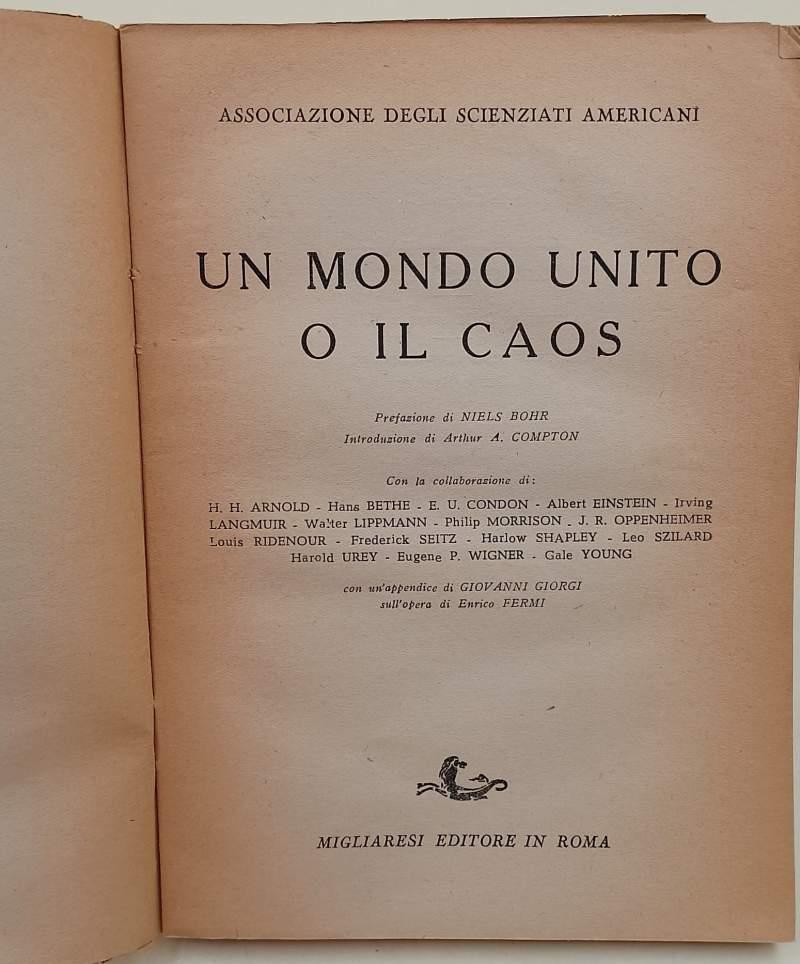 ASSOCIAZIONE DEGLI SCIENZIATI AMERICANI
UN MONDO UNITO
O IL CAOS
Prefazione di NIELS BOHR
Introduzione di Arthur A. COMPTON
Con la collaborazione di:
H. H. ARNOLD - Hans BETHE - E. U. CONDON - Albert EINSTEIN - Irving
LANGMUIR - Walter LIPPMANN - Philip MORRISON - J. R. OPPENHEIMER
Louis RIDENOUR - Frederick SEITZ - Harlow SHAPLEY - Leo SZILARD
Harold UREY - Eugene P. WIGNER - Gale YOUNG
con un'appendice di GIOVANNI GIORGI
sull'opera di Enrico FERMI
MIGLIARESI EDITORE IN ROMA